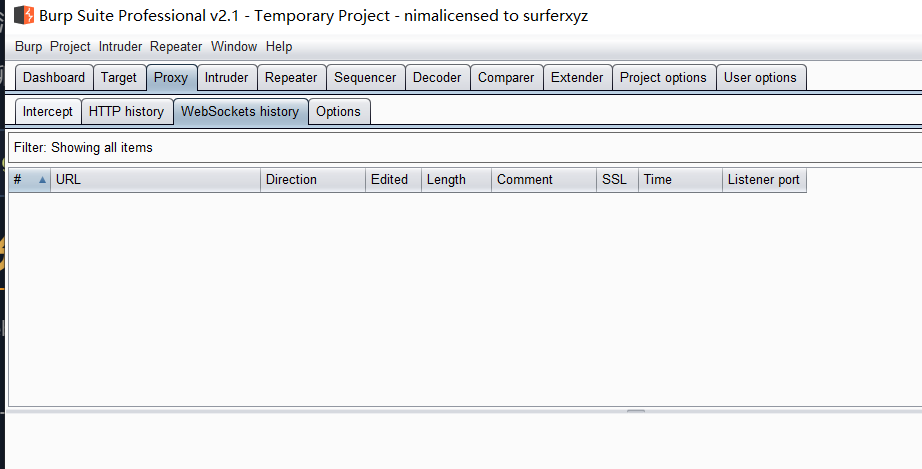 Burp Suite Professional v2.1 - Temporary Project - nimalicensed to surferxyz
Burp Project Intruder Repeater Window Help
Dashboard Target Proxy Intruder Repeater Sequencer Decoder Comparer Extender Project options User options
Intercept HTTP history WebSockets history Options
Filter: Showing all items
# URL Direction Edited Length Comment SSL Time Listener port